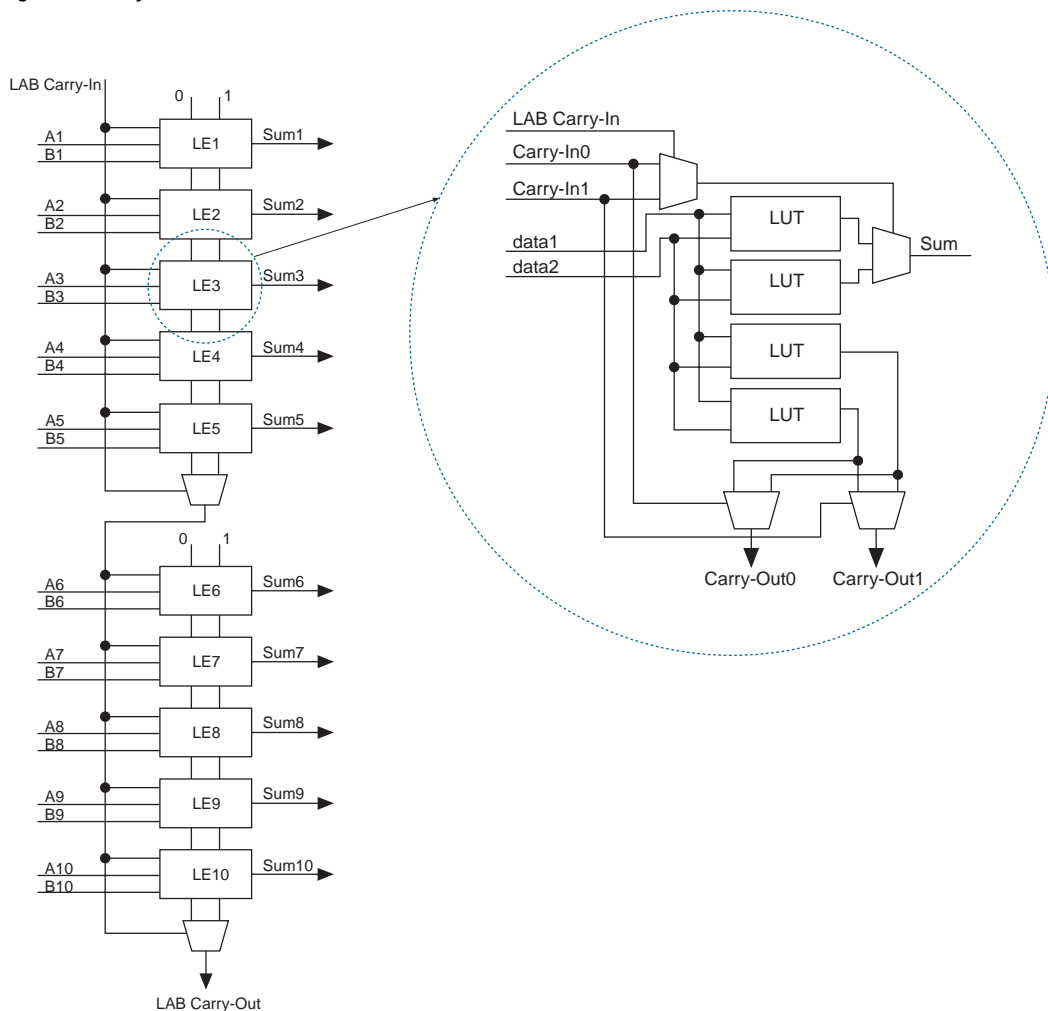 LAB Carry-In
0 1
A1
B1
LE1
Sum1
A2
B2
LE2
Sum2
A3
B3
LE3
Sum3
A4
B4
LE4
Sum4
A5
B5
LE5
Sum5
0 1
A6
B6
LE6
Sum6
A7
B7
LE7
Sum7
A8
B8
LE8
Sum8
A9
B9
LE9
Sum9
A10
B10
LE10
Sum10
LAB Carry-Out
LAB Carry-In
Carry-In0
Carry-In1
data1
data2
LUT
LUT
LUT
LUT
Sum
Carry-Out0 Carry-Out1